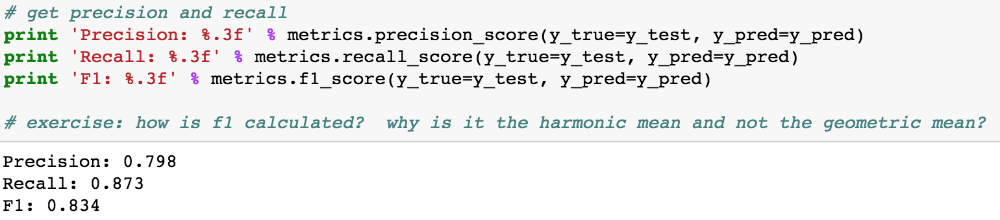 # get precision and recall
print 'Precision: %.3f' % metrics.precision_score(y_true=y_test, y_pred=y_pred)
print 'Recall: %.3f' % metrics.recall_score(y_true=y_test, y_pred=y_pred)
print 'F1: %.3f' % metrics.f1_score(y_true=y_test, y_pred=y_pred)
# exercise: how is f1 calculated?  why is it the harmonic mean and not the geometric mean?
Precision: 0.798
Recall: 0.873
F1: 0.834